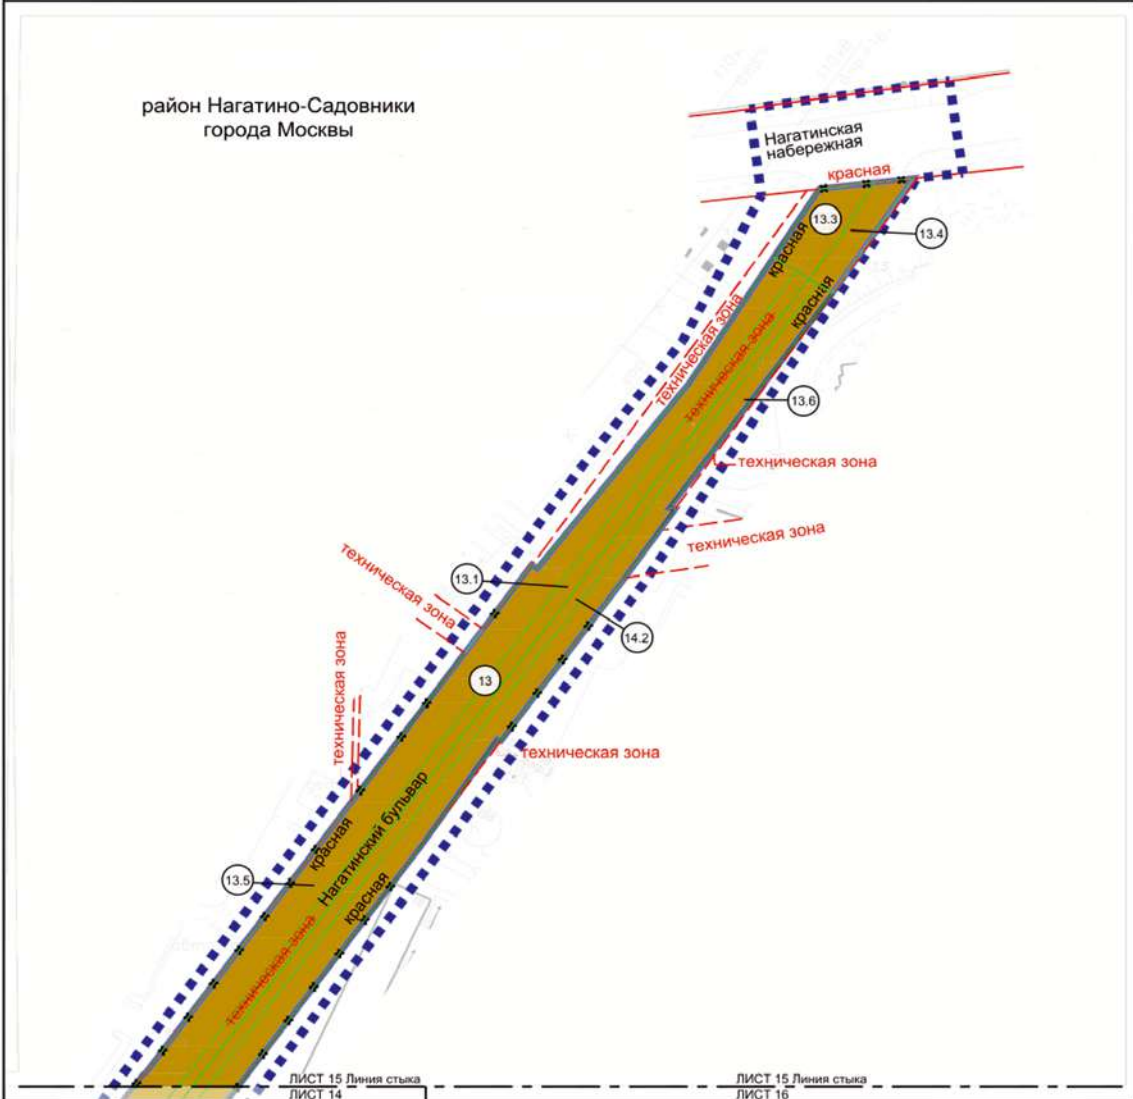 район Нагатино-Садовники
города Москвы
Нагатинская
набережная
красная
13.3
13.4
красная
красная
техническая зона
техническая зона
13.6
техническая зона
техническая зона
техническая зона
13.1
14.2
13
техническая зона
техническая зона
красная
Нагатинский бульвар
красная
13.5
техническая зона
ЛИСТ 15 Линия стыка
ЛИСТ 14
ЛИСТ 15 Линия стыка
ЛИСТ 16